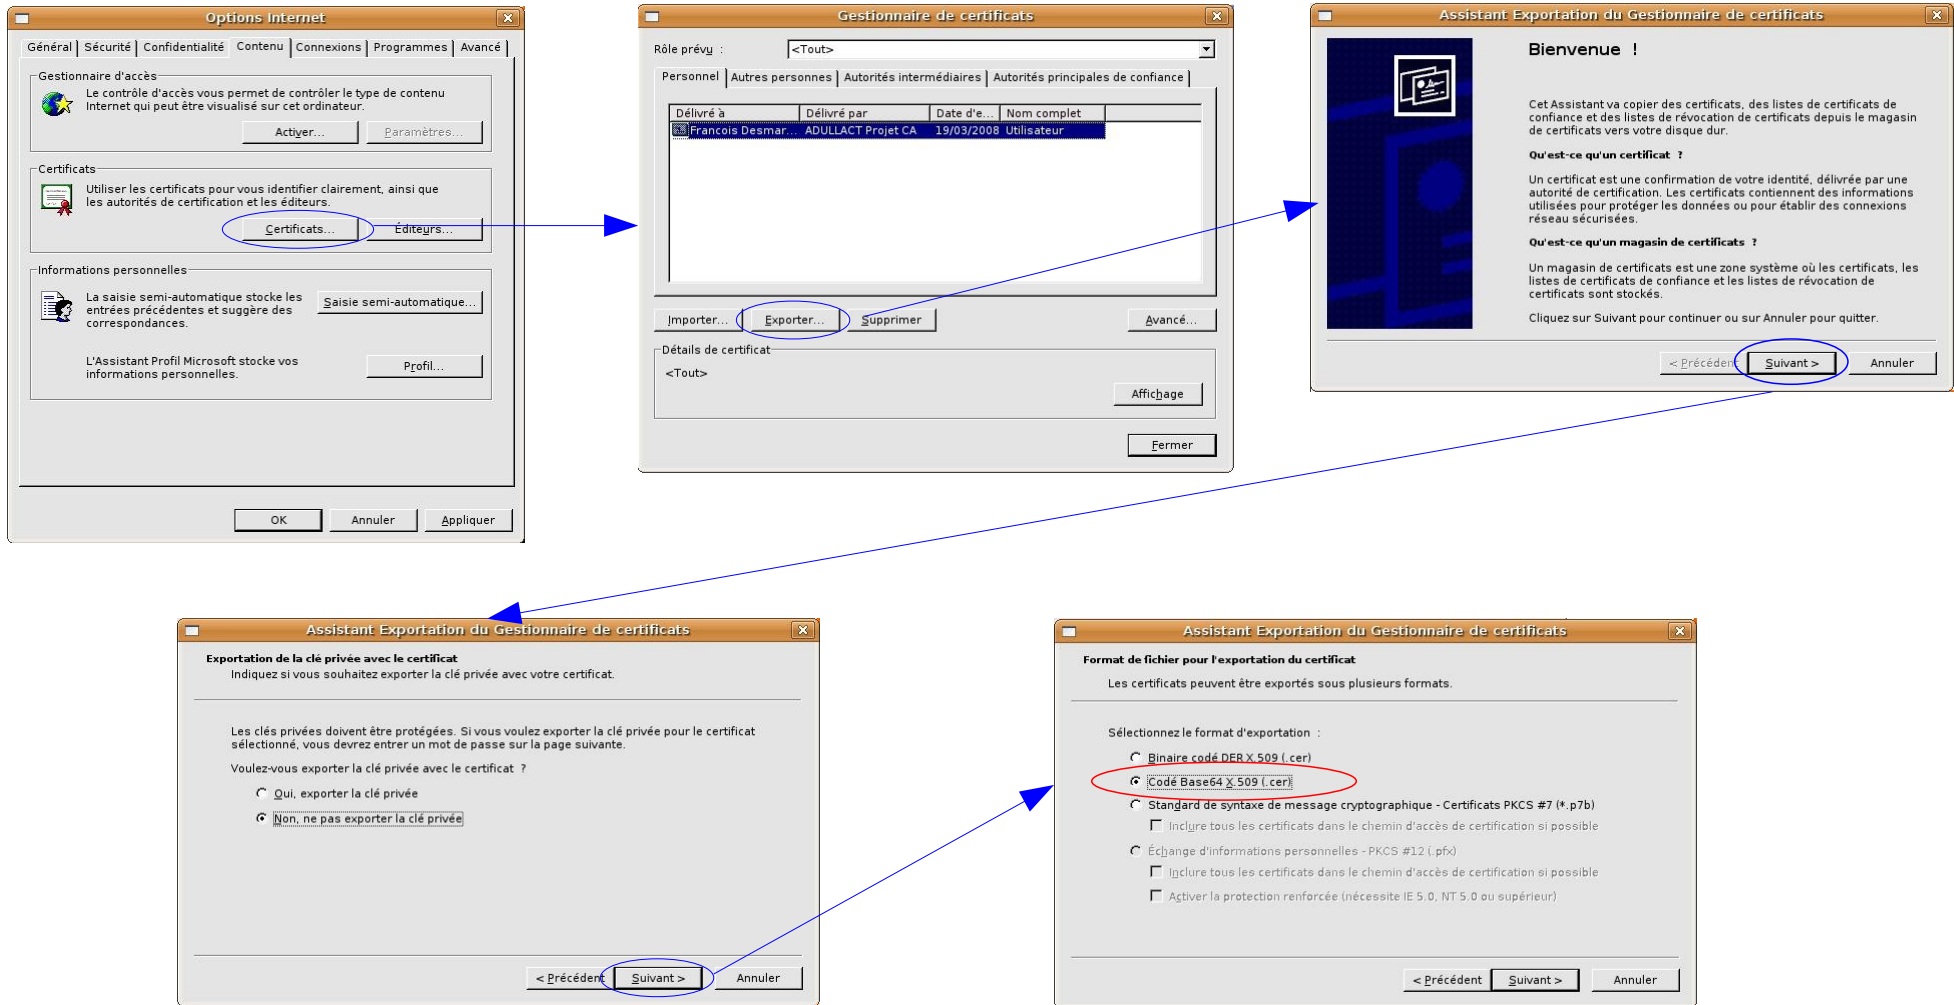 Options Internet
Général Sécurité Confidentialité Contenu Connexions Programmes Avancé
Gestionnaire d'accès
Le contrôle d'accès vous permet de contrôler le type de contenu
Internet qui peut être visualisé sur cet ordinateur.
Activer... Paramètres...
Certificats
Utiliser les certificats pour vous identifier clairement, ainsi que
les autorités de certification et les éditeurs.
Certificats... Éditeurs...
Informations personnelles
La saisie semi-automatique stocke les
entrées précédentes et suggère des
correspondances.
Saisie semi-automatique...
L'Assistant Profil Microsoft stocke vos
informations personnelles.
Profil...
OK Annuler Appliquer
Gestionnaire de certificats
Rôle prévu : <Tout>
Personnel Autres personnes Autorités intermédiaires Autorités principales de confiance
Délivré à Délivré par Date d'e... Nom complet
Francois Desmar... ADULLACT Projet CA 19/03/2008 Utilisateur
Importer... Exporter... Supprimer Avancé...
Détails de certificat
<Tout>
Affichage
Fermer
Assistant Exportation du Gestionnaire de certificats
Bienvenue !
Cet Assistant va copier des certificats, des listes de certificats de
confiance et des listes de révocation de certificats depuis le magasin
de certificats vers votre disque dur.
Qu'est-ce qu'un certificat ?
Un certificat est une confirmation de votre identité, délivrée par une
autorité de certification. Les certificats contiennent des informations
utilisées pour protéger les données ou pour établir des connexions
réseau sécurisées.
Qu'est-ce qu'un magasin de certificats ?
Un magasin de certificats est une zone système où les certificats, les
listes de certificats de confiance et les listes de révocation de
certificats sont stockés.
Cliquez sur Suivant pour continuer ou sur Annuler pour quitter.
< Précédent Suivant > Annuler
Assistant Exportation du Gestionnaire de certificats
Exportation de la clé privée avec le certificat
Indiquez si vous souhaitez exporter la clé privée avec votre certificat.
Les clés privées doivent être protégées. Si vous voulez exporter la clé privée pour le certificat
sélectionné, vous devrez entrer un mot de passe sur la page suivante.
Voulez-vous exporter la clé privée avec le certificat ?
Oui, exporter la clé privée
Non, ne pas exporter la clé privée
< Précédent Suivant > Annuler
Assistant Exportation du Gestionnaire de certificats
Format de fichier pour l'exportation du certificat
Les certificats peuvent être exportés sous plusieurs formats.
Sélectionnez le format d'exportation :
Binaire codé DER X.509 (.cer)
Codé Base64 X.509 (.cer)
Standard de syntaxe de message cryptographique - Certificats PKCS #7 (*.p7b)
Inclure tous les certificats dans le chemin d'accès de certification si possible
Échange d'informations personnelles - PKCS #12 (.pfx)
Inclure tous les certificats dans le chemin d'accès de certification si possible
Activer la protection renforcée (nécessite IE 5.0, NT 5.0 ou supérieur)
< Précédent Suivant > Annuler